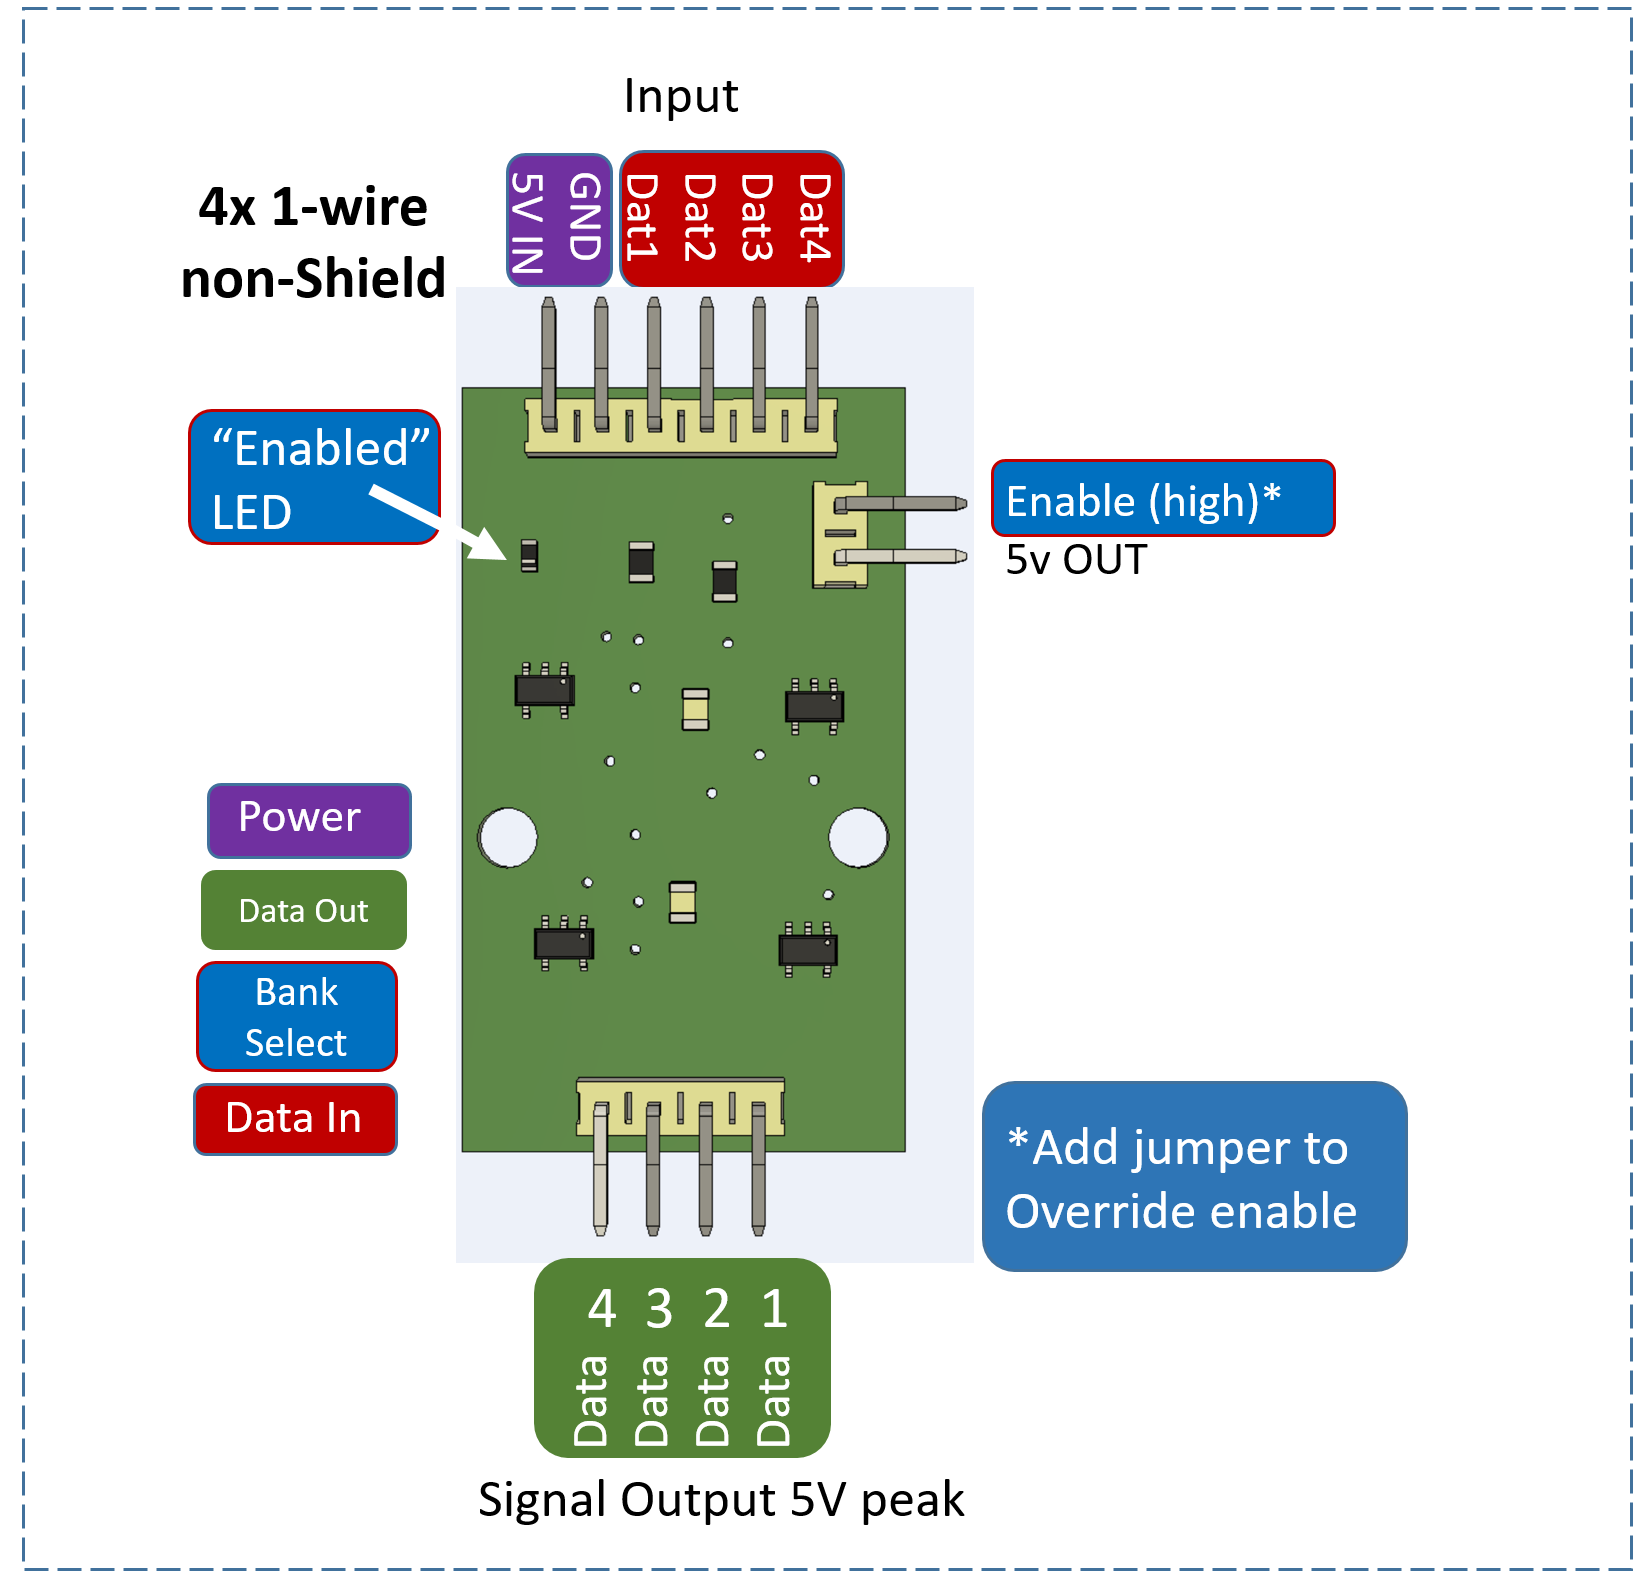 Input
4x 1-wire
non-Shield
5V IN
GND
Dat1
Dat2
Dat3
Dat4
“Enabled”
LED
Enable (high)*
5v OUT
Power
Data Out
Bank
Select
Data In
*Add jumper to
Override enable
4 3 2 1
Data Data Data Data
Signal Output 5V peak